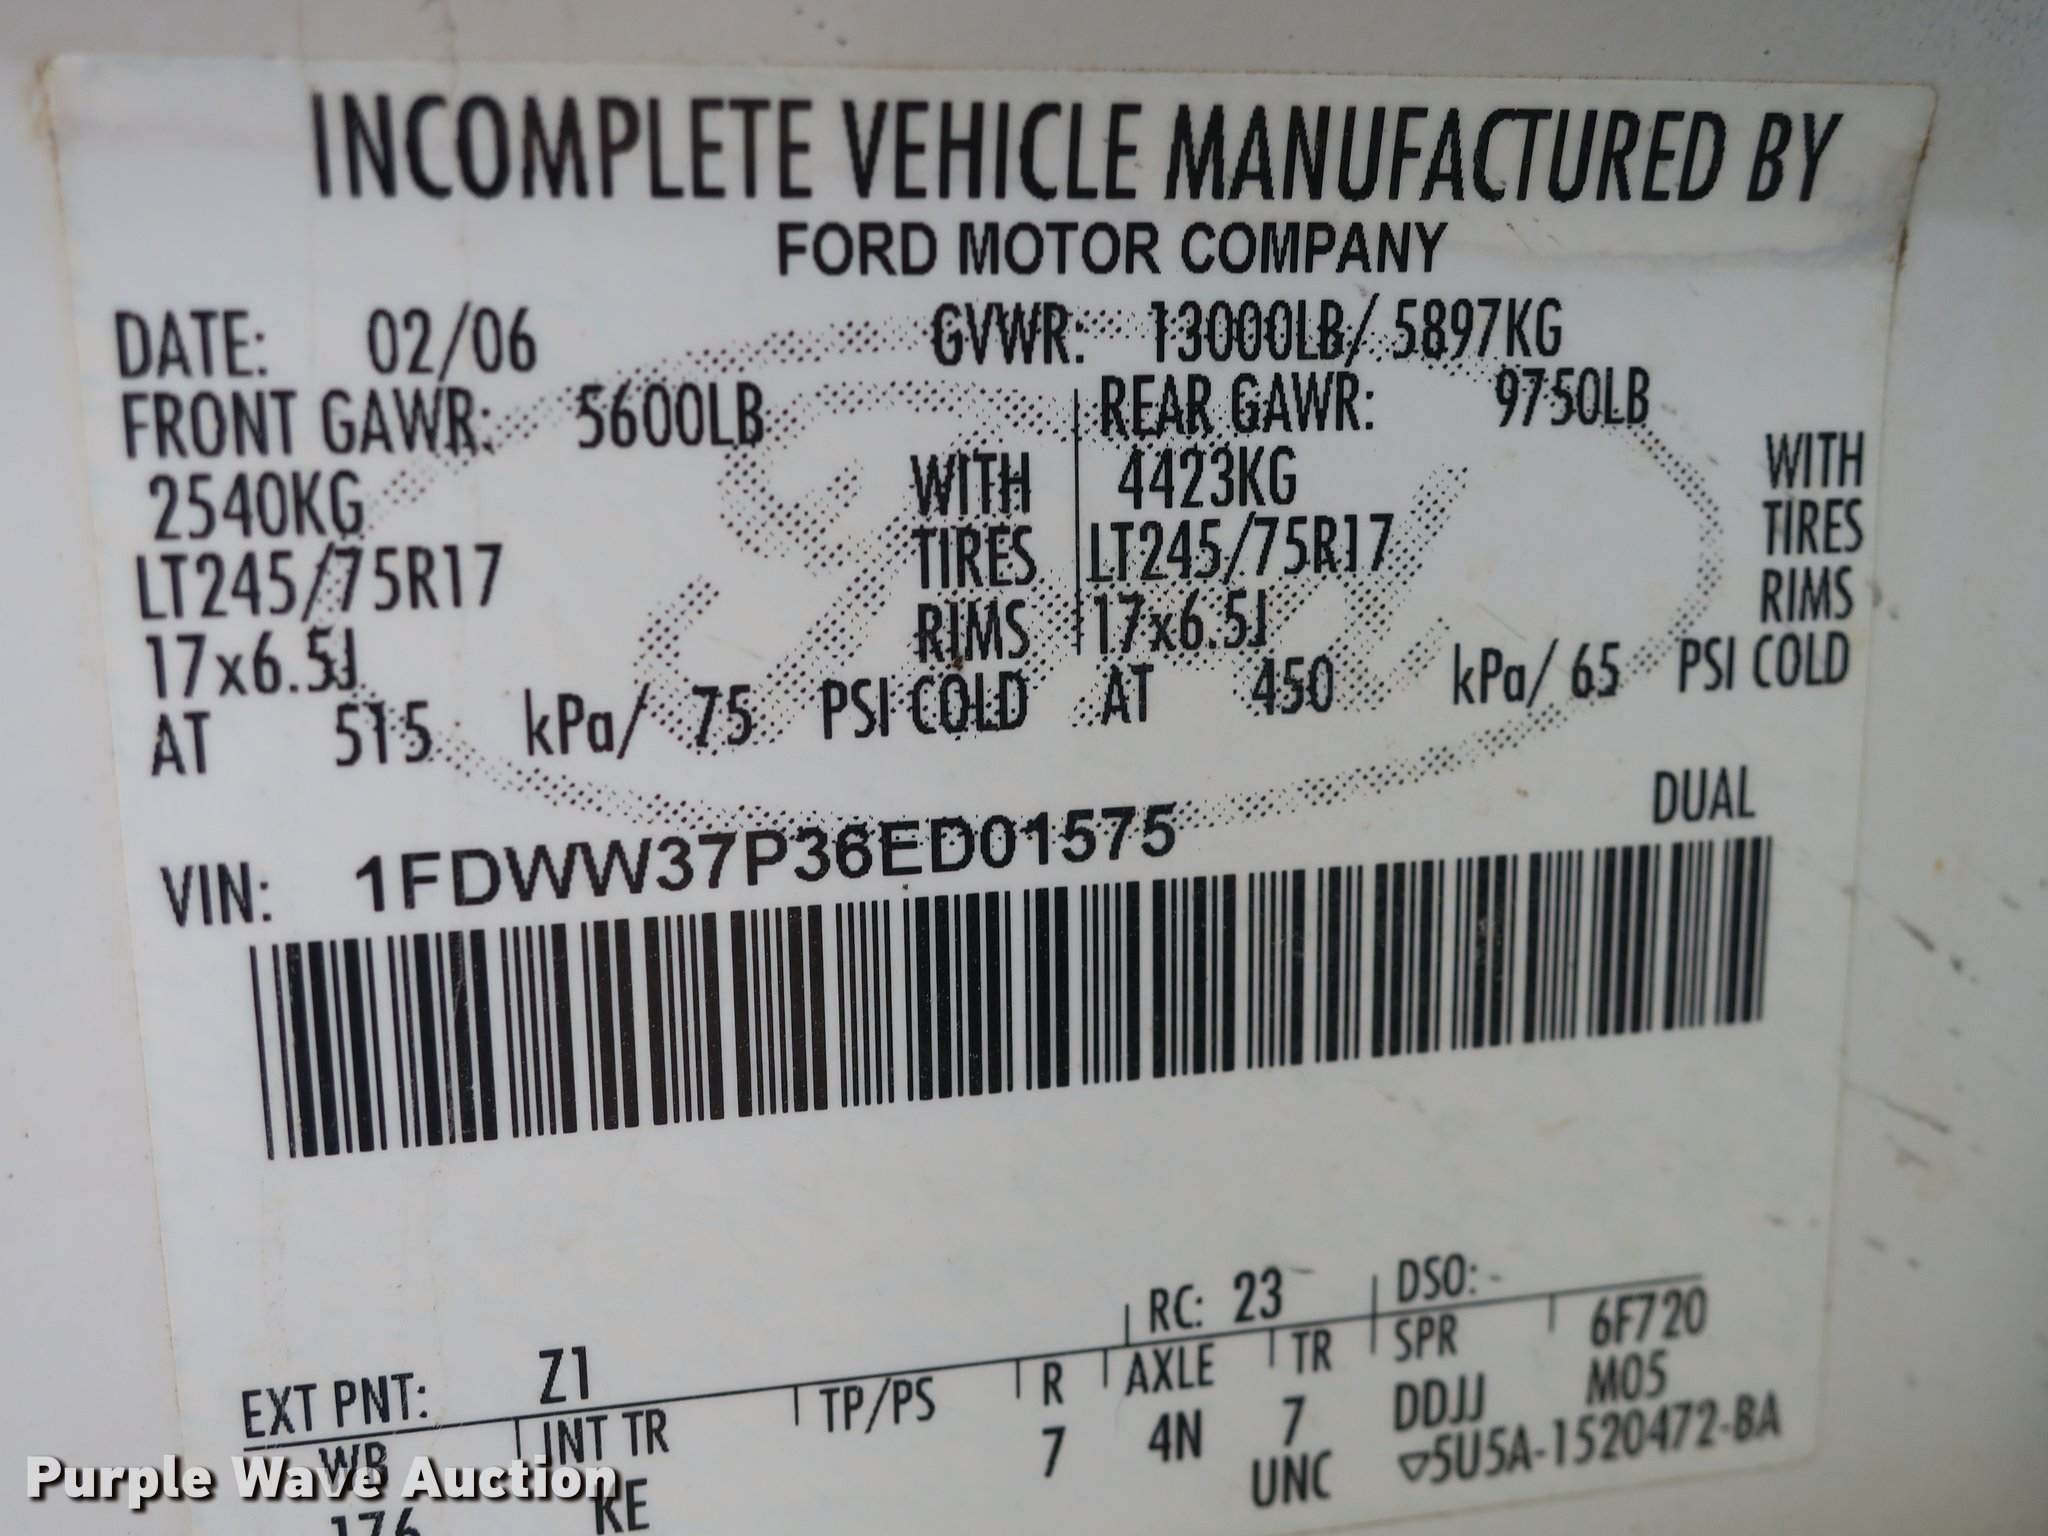 INCOMPLETE VEHICLE MANUFACTURED BY
FORD MOTOR COMPANY
DATE: 02/06 GVWR: 13000LB/ 5897KG
FRONT GAWR: 5600LB REAR GAWR: 9750LB
2540KG WITH 4423KG WITH
LT245/75R17 TIRES LT245/75R17 TIRES
17x6.5J RIMS 17x6.5J RIMS
AT 515 kPa/ 75 PSI COLD AT 450 kPa/ 65 PSI COLD
DUAL
VIN: 1FDWW37P36ED01575
RC: 23 DSO:
EXT PNT: Z1
WB INT TR TP/PS R AXLE TR SPR 6F720
176 KE 7 4N 7 DDJJ M05
UNC ▽5U5A-1520472-BA
Purple Wave Auction